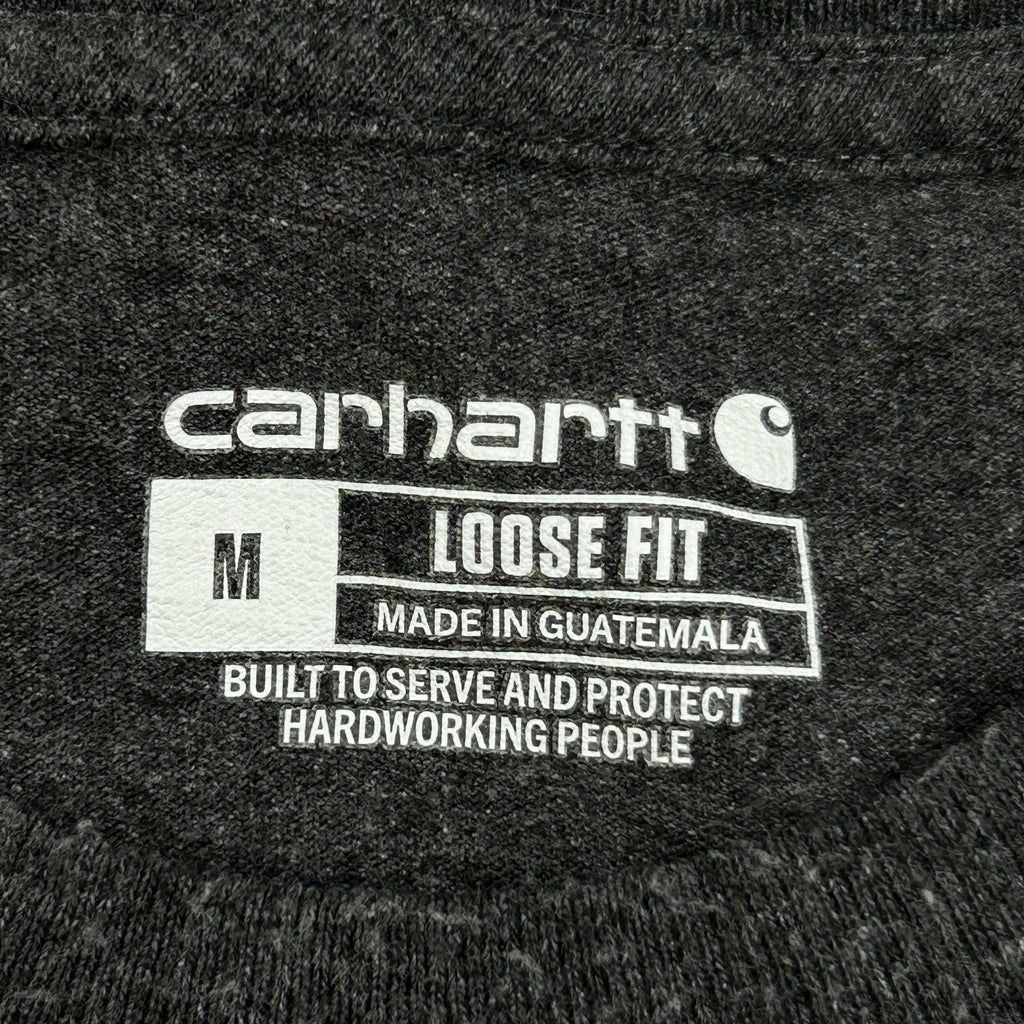 carhartt
M
LOOSE FIT
MADE IN GUATEMALA
BUILT TO SERVE AND PROTECT
HARDWORKING PEOPLE